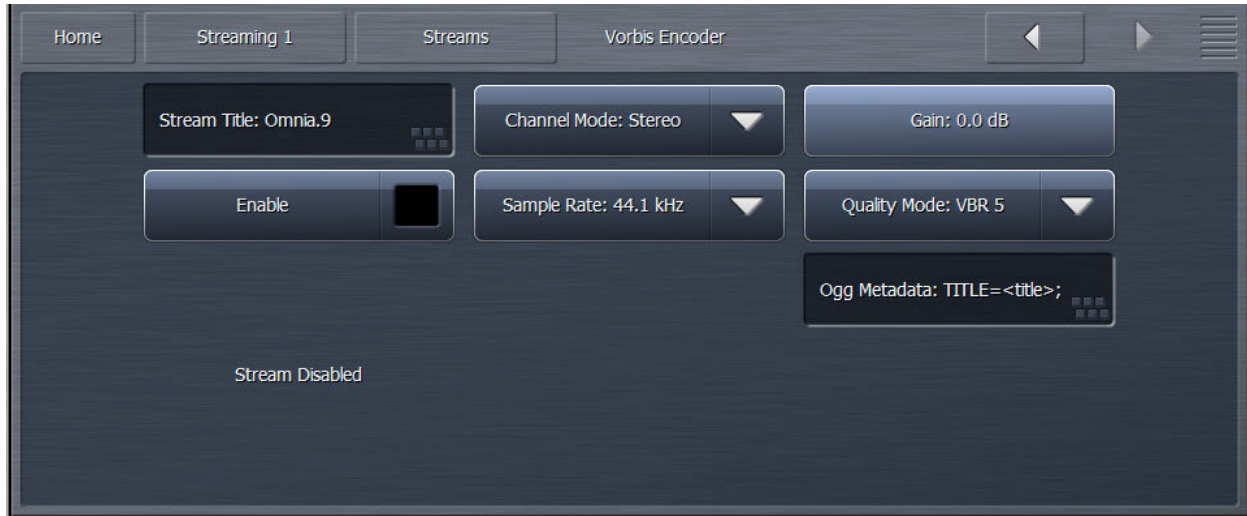 Home
Streaming 1
Streams
Vorbis Encoder
Stream Title: Omnia.9
Channel Mode: Stereo
Gain: 0.0 dB
Enable
Sample Rate: 44.1 kHz
Quality Mode: VBR 5
Ogg Metadata: TITLE=<title>;
Stream Disabled